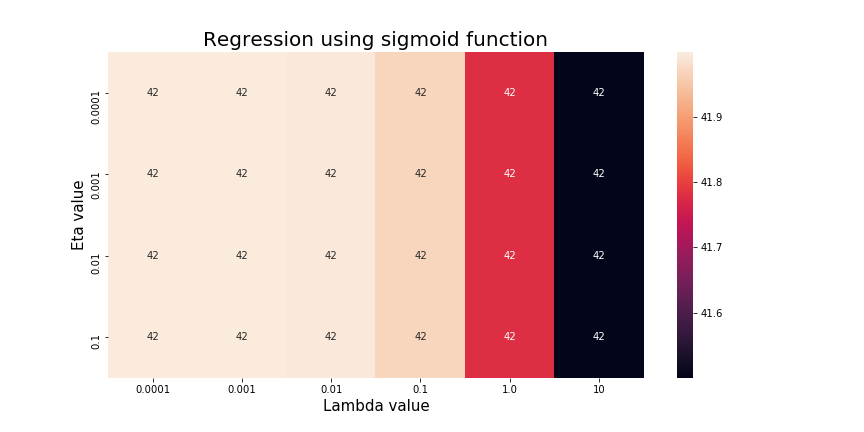 Regression using sigmoid function
Eta value
0.0001 42 42 42 42 42 42
0.001 42 42 42 42 42 42
0.01 42 42 42 42 42 42
0.1 42 42 42 42 42 42
0.0001 0.001 0.01 0.1 1.0 10
Lambda value
41.9
41.8
41.7
41.6